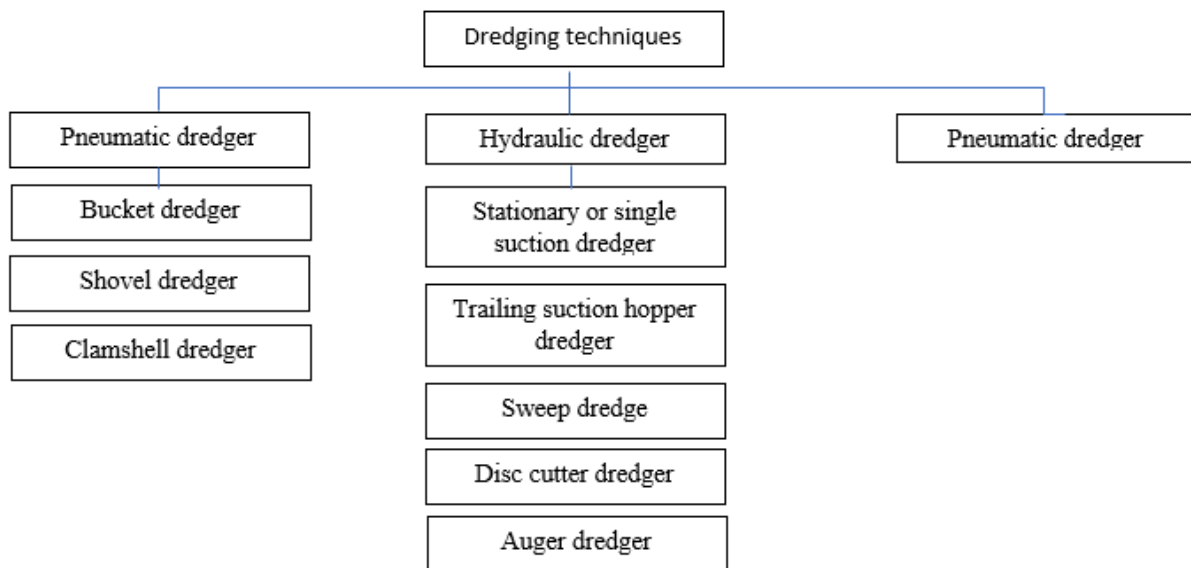 Dredging techniques
Pneumatic dredger
Bucket dredger
Shovel dredger
Clamshell dredger
Hydraulic dredger
Stationary or single
suction dredger
Trailing suction hopper
dredger
Sweep dredge
Disc cutter dredger
Auger dredger
Pneumatic dredger